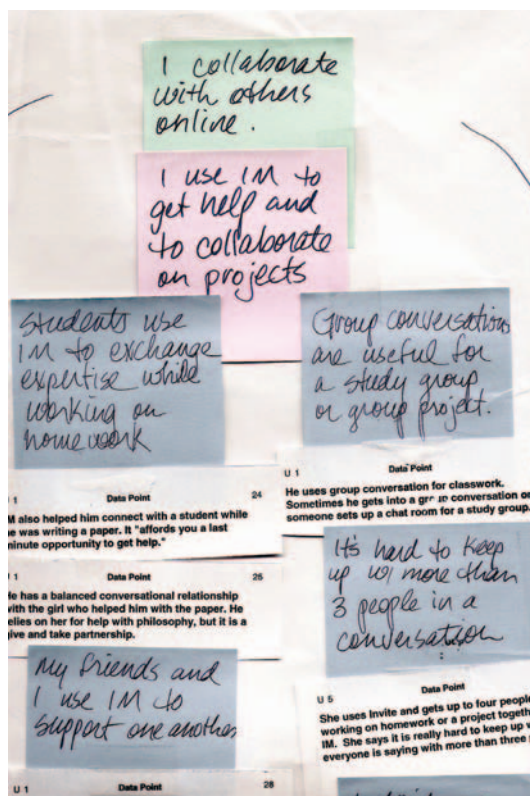 I collaborate
with others
online.
I use IM to
get help and
to collaborate
on projects
Students use
IM to exchange
expertise while
working on
homework
Group conversations
are useful for
a study group
or group project.
U 1 Data Point
He uses group conversation for classwork.
Sometimes he gets into a group conversation or
someone sets up a chat room for a study group.
1 Data Point 24
M also helped him connect with a student while
he was writing a paper. It "affords you a last
minute opportunity to get help."
It's hard to keep
up w/ more than
3 people in a
conversation
1 Data Point 25
He has a balanced conversational relationship
with the girl who helped him with the paper. He
relies on her for help with philosophy, but it is a
give and take partnership.
My friends and
I use IM to
support one another
U 5 Data Point
She uses Invite and gets up to four people
working on homework or a project togeth
IM. She says it is really hard to keep up w
everyone is saying with more than three
U 1 Data Point 28